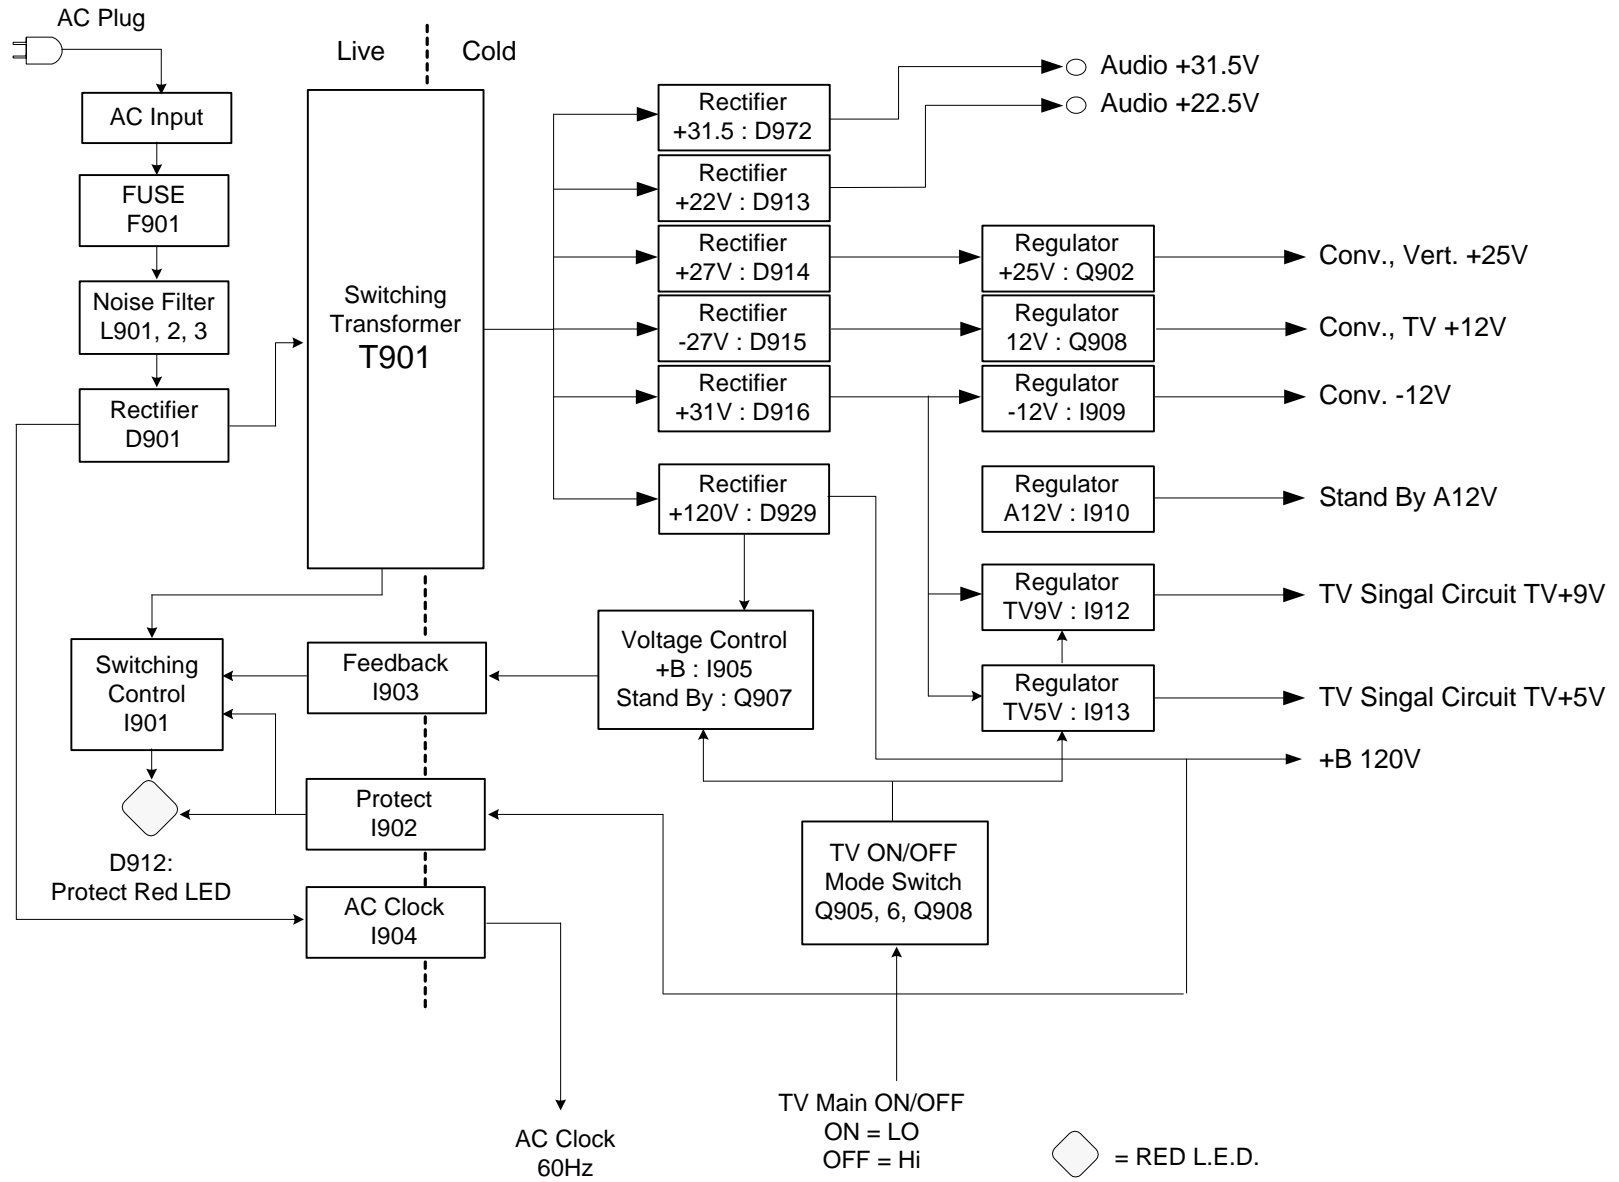 AC Plug
Live
Cold
AC Input
FUSE
F901
Noise Filter
L901, 2, 3
Rectifier
D901
Switching
Transformer
T901
Rectifier
+31.5 : D972
Rectifier
+22V : D913
Rectifier
+27V : D914
Rectifier
-27V : D915
Rectifier
+31V : D916
Rectifier
+120V : D929
Audio +31.5V
Audio +22.5V
Regulator
+25V : Q902
Conv., Vert. +25V
Regulator
12V : Q908
Conv., TV +12V
Regulator
-12V : I909
Conv. -12V
Regulator
A12V : I910
Stand By A12V
Regulator
TV9V : I912
TV Singal Circuit TV+9V
Regulator
TV5V : I913
TV Singal Circuit TV+5V
+B 120V
Switching
Control
I901
Feedback
I903
Voltage Control
+B : I905
Stand By : Q907
Protect
I902
D912:
Protect Red LED
AC Clock
I904
TV ON/OFF
Mode Switch
Q905, 6, Q908
AC Clock
60Hz
TV Main ON/OFF
ON = LO
OFF = Hi
= RED L.E.D.